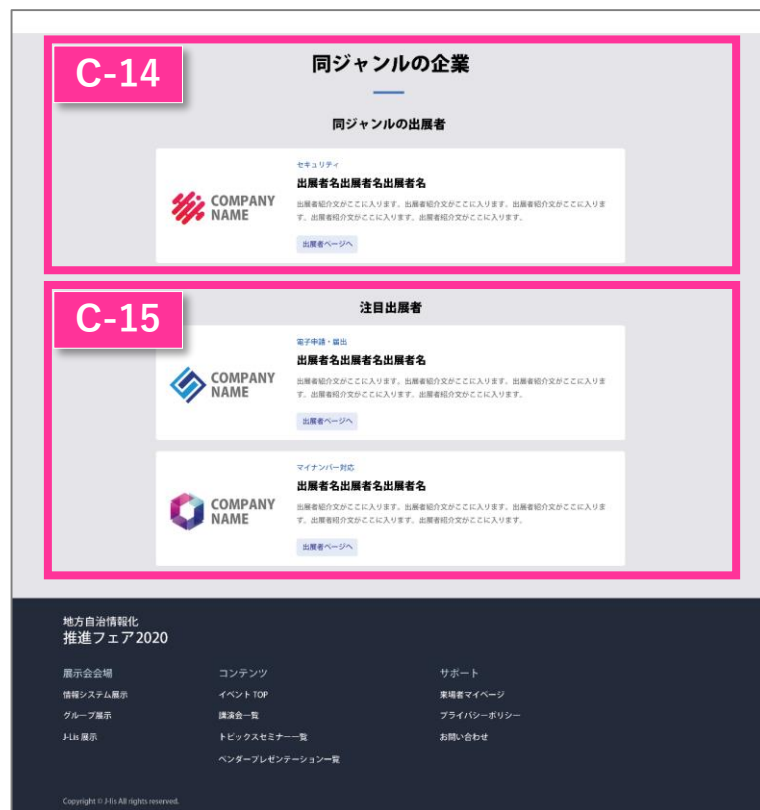 C-14
同ジャンルの企業
同ジャンルの出展者
セキュリティ
出展者名出展者名出展者名
COMPANY
NAME
出展者紹介文がここに入ります。出展者紹介文がここに入ります。出展者紹介文がここに入りま
す。出展者紹介文がここに入ります。出展者紹介文がここに入ります。
出展者ページへ
C-15
注目出展者
電子申請・届出
出展者名出展者名出展者名
COMPANY
NAME
出展者紹介文がここに入ります。出展者紹介文がここに入ります。出展者紹介文がここに入りま
す。出展者紹介文がここに入ります。出展者紹介文がここに入ります。
出展者ページへ
マイナンバー対応
出展者名出展者名出展者名
COMPANY
NAME
出展者紹介文がここに入ります。出展者紹介文がここに入ります。出展者紹介文がここに入りま
す。出展者紹介文がここに入ります。出展者紹介文がここに入ります。
出展者ページへ
地方自治情報化
推進フェア2020
展示会会場
情報システム展示
グループ展示
J-Lis 展示
コンテンツ
イベント TOP
講演会一覧
トピックスセミナー一覧
ベンダープレゼンテーション一覧
サポート
来場者マイページ
プライバシーポリシー
お問い合わせ
Copyright © J-lis All rights reserved.